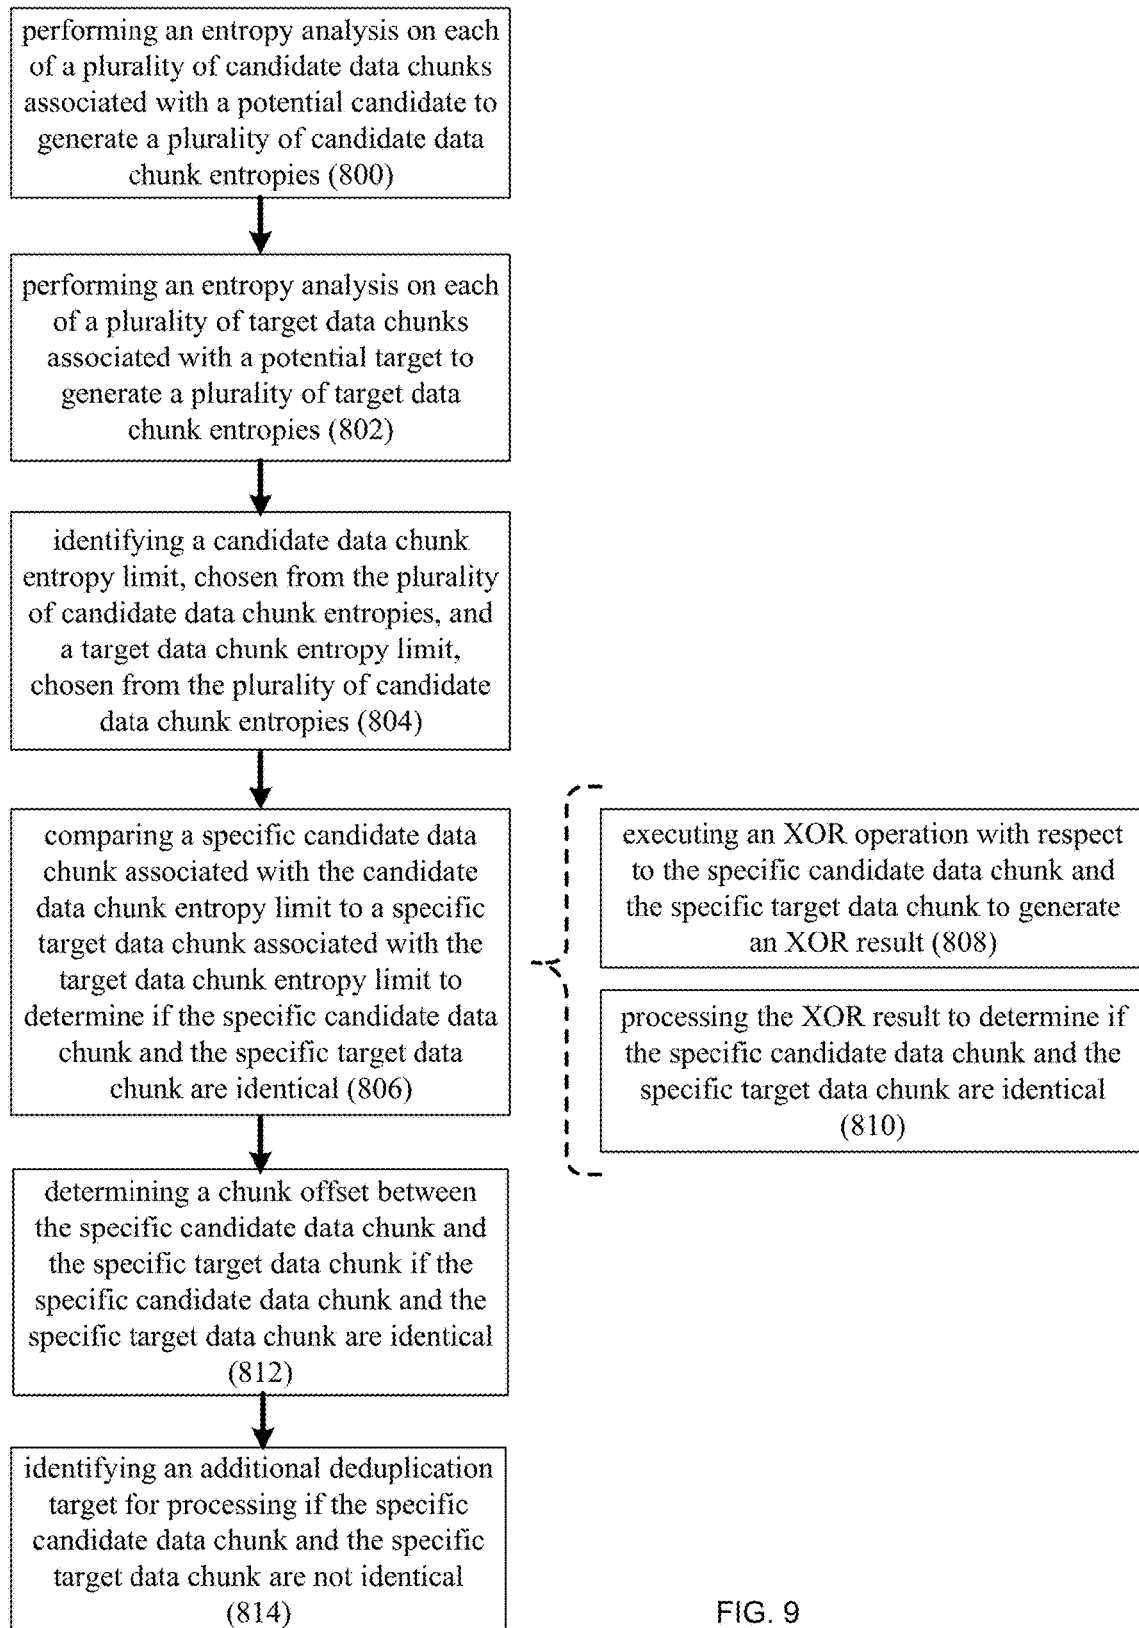 performing an entropy analysis on each
of a plurality of candidate data chunks
associated with a potential candidate to
generate a plurality of candidate data
chunk entropies (800)
performing an entropy analysis on each
of a plurality of target data chunks
associated with a potential target to
generate a plurality of target data
chunk entropies (802)
identifying a candidate data chunk
entropy limit, chosen from the plurality
of candidate data chunk entropies, and
a target data chunk entropy limit,
chosen from the plurality of candidate
data chunk entropies (804)
comparing a specific candidate data
chunk associated with the candidate
data chunk entropy limit to a specific
target data chunk associated with the
target data chunk entropy limit to
determine if the specific candidate data
chunk and the specific target data
chunk are identical (806)
executing an XOR operation with respect
to the specific candidate data chunk and
the specific target data chunk to generate
an XOR result (808)
processing the XOR result to determine if
the specific candidate data chunk and the
specific target data chunk are identical
(810)
determining a chunk offset between
the specific candidate data chunk and
the specific target data chunk if the
specific candidate data chunk and the
specific target data chunk are identical
(812)
identifying an additional deduplication
target for processing if the specific
candidate data chunk and the specific
target data chunk are not identical
(814)
FIG. 9